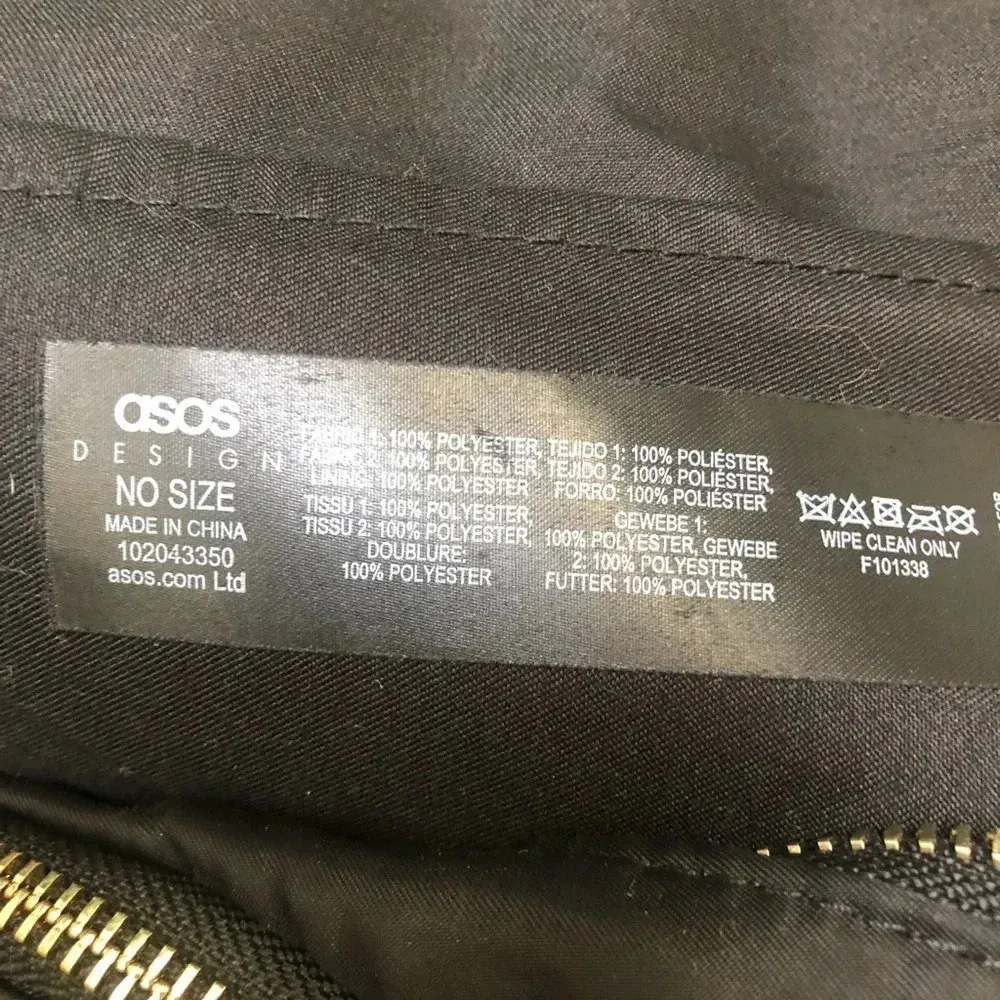 asos
DESIGN
NO SIZE
MADE IN CHINA
102043350
asos.com Ltd
FABRIC 1: 100% POLYESTER,
FABRIC 2: 100% POLYESTER,
LINING: 100% POLYESTER
TISSU 1: 100% POLYESTER,
TISSU 2: 100% POLYESTER,
DOUBLURE:
100% POLYESTER
TEJIDO 1: 100% POLIÉSTER,
TEJIDO 2: 100% POLIÉSTER,
FORRO: 100% POLIÉSTER
GEWEBE 1:
100% POLYESTER, GEWEBE
2: 100% POLYESTER,
FUTTER: 100% POLYESTER
WIPE CLEAN ONLY
F101338